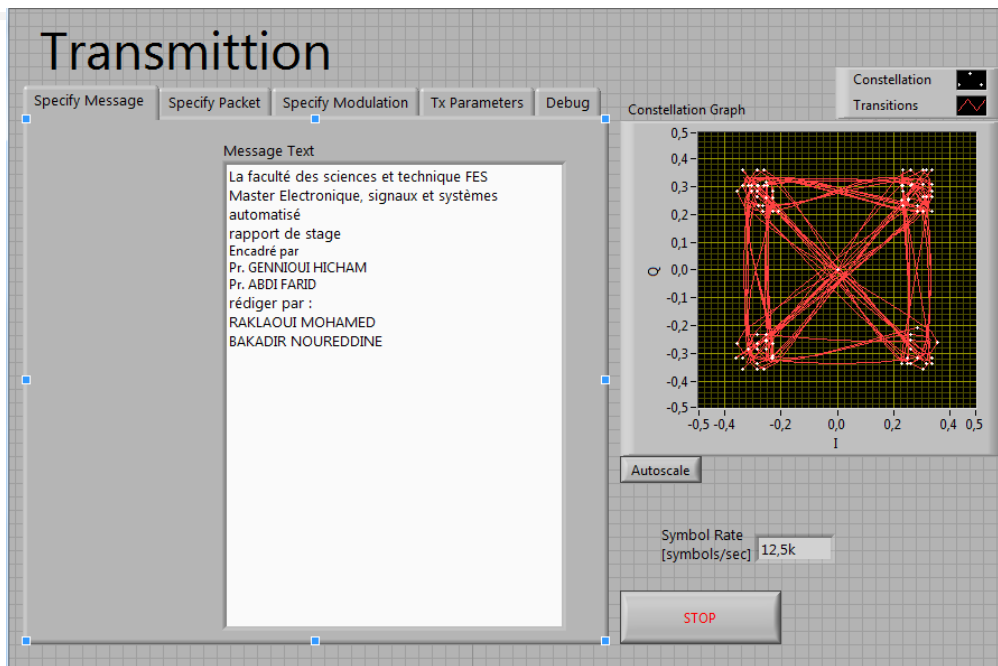 Transmittion
Specify Message
Specify Packet
Specify Modulation
Tx Parameters
Debug
Message Text
La faculté des sciences et technique FES
Master Electronique, signaux et systèmes
automatisé
rapport de stage
Encadré par
Pr. GENNIOUI HICHAM
Pr. ABDI FARID
rédiger par :
RAKLAOUI MOHAMED
BAKADIR NOUREDDINE
Constellation
Transitions
Constellation Graph
0,5
0,4
0,3
0,2
0,1
0,0
-0,1
-0,2
-0,3
-0,4
-0,5
Q
-0,5 -0,4 -0,2 0,0 0,2 0,4 0,5
I
Autoscale
Symbol Rate
[symbols/sec] 12,5k
STOP